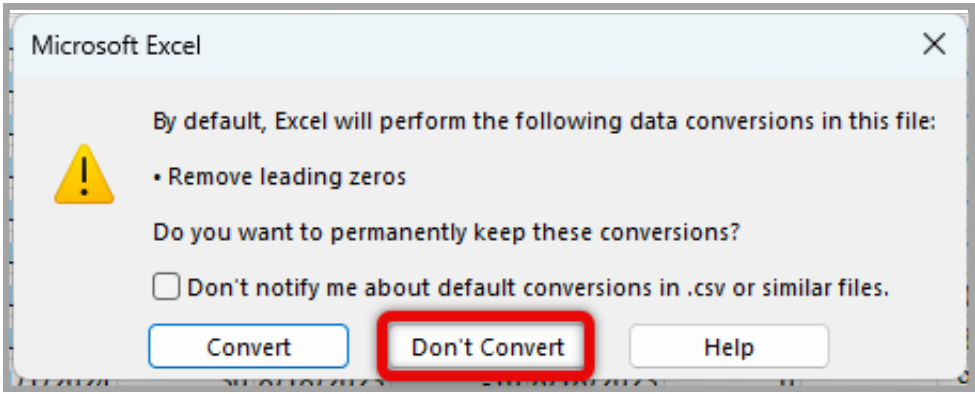 Microsoft Excel
By default, Excel will perform the following data conversions in this file:
• Remove leading zeros
Do you want to permanently keep these conversions?
Don't notify me about default conversions in .csv or similar files.
Convert
Don't Convert
Help